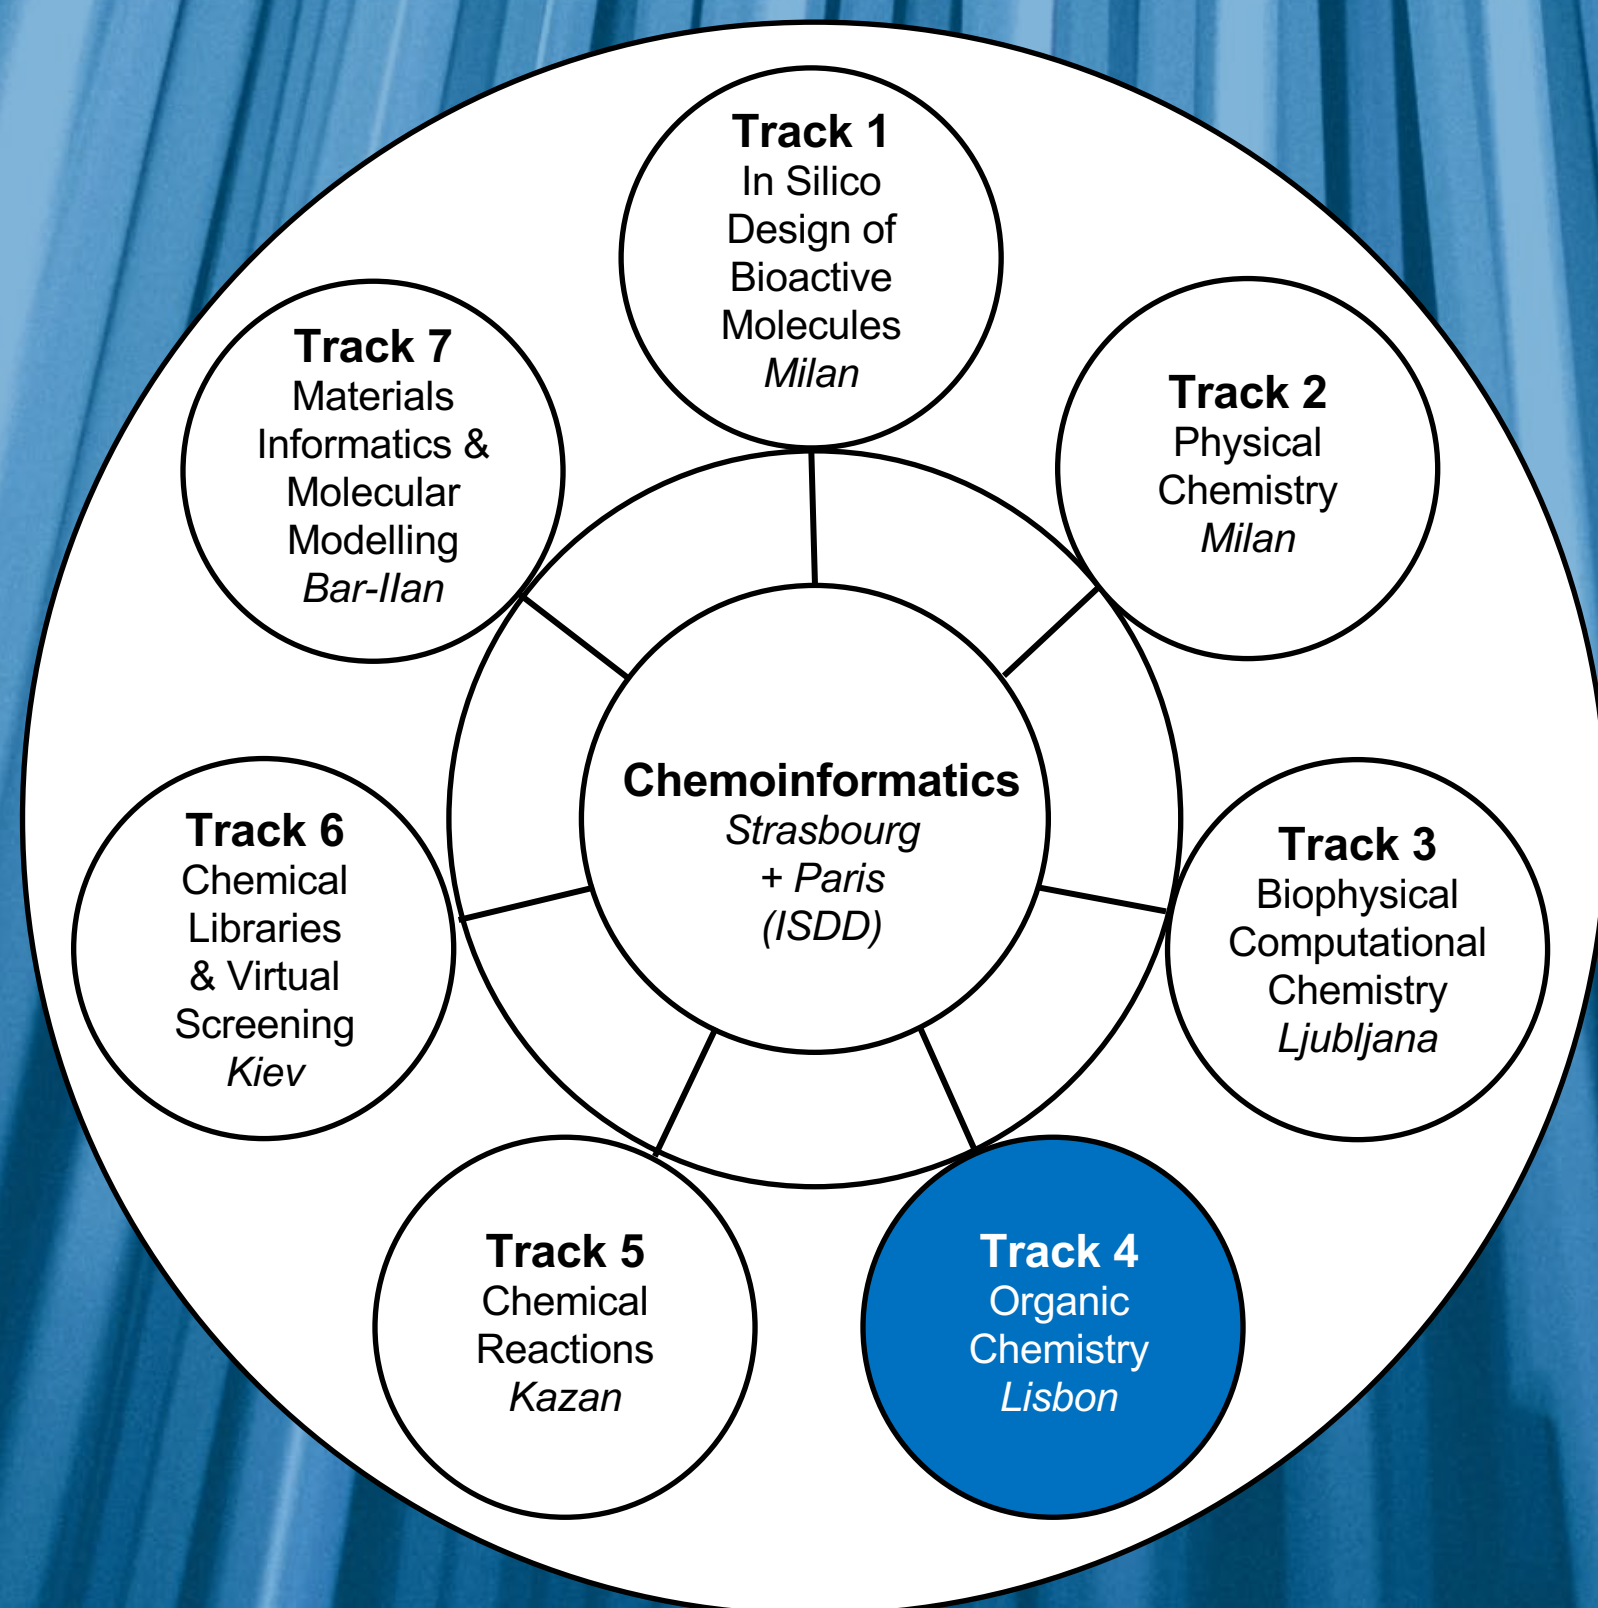 Track 1
In Silico
Design of
Bioactive
Molecules
Milan
Track 2
Physical
Chemistry
Milan
Track 3
Biophysical
Computational
Chemistry
Ljubljana
Track 4
Organic
Chemistry
Lisbon
Track 5
Chemical
Reactions
Kazan
Track 6
Chemical
Libraries
& Virtual
Screening
Kiev
Track 7
Materials
Informatics &
Molecular
Modelling
Bar-Ilan
Chemoinformatics
Strasbourg
+ Paris
(ISDD)